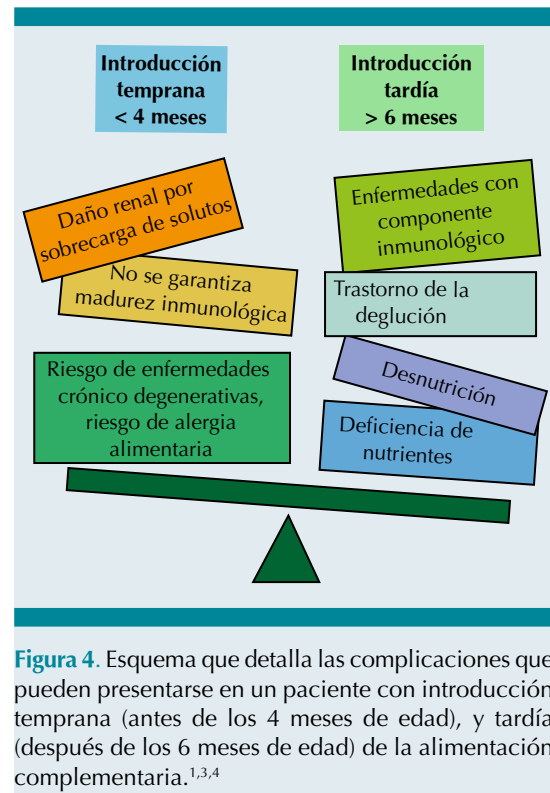 Introducción
temprana
< 4 meses
Introducción
tardía
> 6 meses
Daño renal por
sobrecarga de solutos
No se garantiza
madurez inmunológica
Riesgo de enfermedades
crónico degenerativas,
riesgo de alergia
alimentaria
Enfermedades con
componente
inmunológico
Trastorno de la
deglución
Desnutrición
Deficiencia de
nutrientes
Figura 4. Esquema que detalla las complicaciones que
pueden presentarse en un paciente con introducción
temprana (antes de los 4 meses de edad), y tardía
(después de los 6 meses de edad) de la alimentación
complementaria.1,3,4